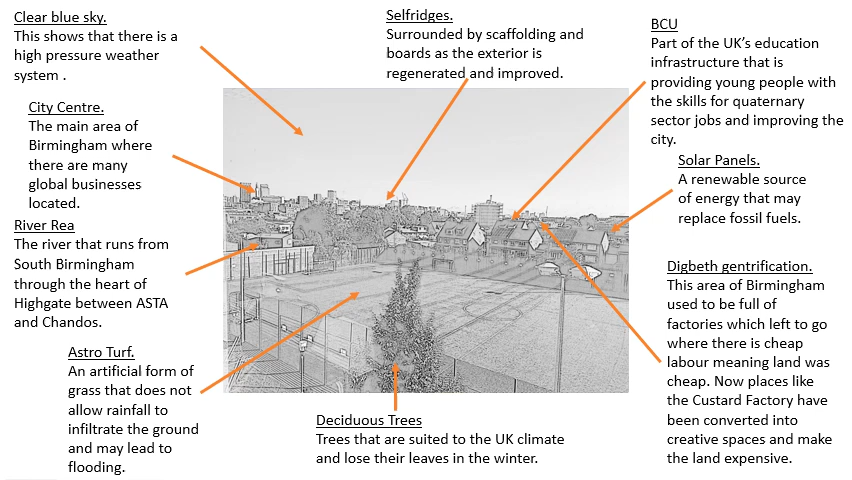 Clear blue sky.
This shows that there is a
high pressure weather
system .
Selfridges.
Surrounded by scaffolding and
boards as the exterior is
regenerated and improved.
BCU
Part of the UK’s education
infrastructure that is
providing young people with
the skills for quaternary
sector jobs and improving the
city.
City Centre.
The main area of
Birmingham where
there are many
global businesses
located.
Solar Panels.
A renewable source
of energy that may
replace fossil fuels.
River Rea
The river that runs from
South Birmingham
through the heart of
Highgate between ASTA
and Chandos.
Digbeth gentrification.
This area of Birmingham
used to be full of
factories which left to go
where there is cheap
labour meaning land was
cheap. Now places like
the Custard Factory have
been converted into
creative spaces and make
the land expensive.
Astro Turf.
An artificial form of
grass that does not
allow rainfall to
infiltrate the ground
and may lead to
flooding.
Deciduous Trees
Trees that are suited to the UK climate
and lose their leaves in the winter.